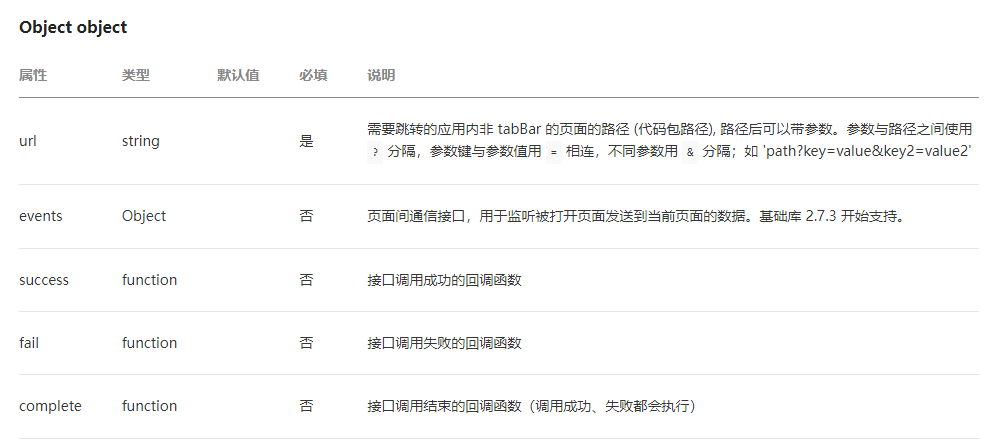 Object object
属性 类型 默认值 必填 说明
url string 是 需要跳转的应用内非 tabBar 的页面的路径 (代码包路径), 路径后可以带参数。参数与路径之间使用
? 分隔，参数键与参数值用 = 相连，不同参数用 & 分隔；如 'path?key=value&key2=value2'
events Object 否 页面间通信接口，用于监听被打开页面发送到当前页面的数据。基础库 2.7.3 开始支持。
success function 否 接口调用成功的回调函数
fail function 否 接口调用失败的回调函数
complete function 否 接口调用结束的回调函数（调用成功、失败都会执行）